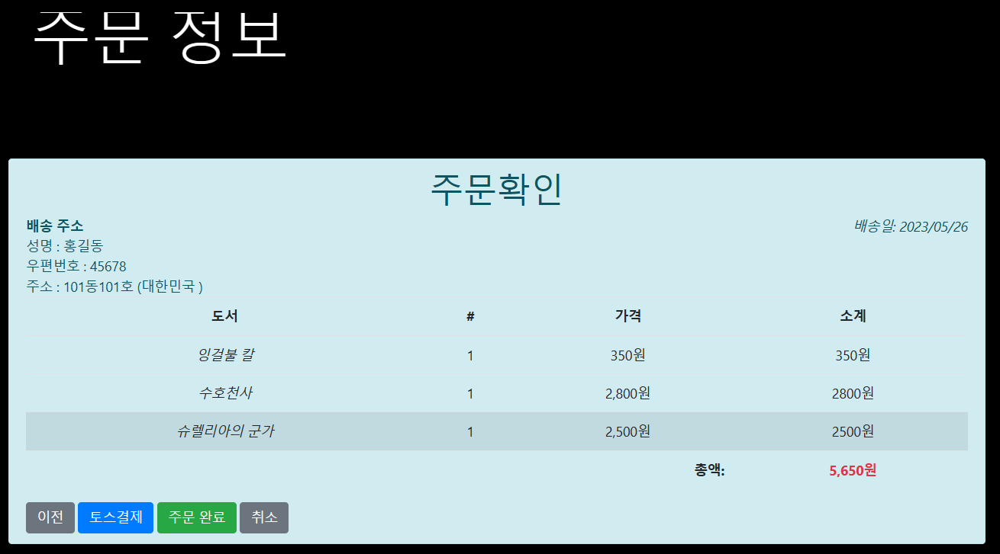 주문 정보
주문확인
배송 주소
배송일: 2023/05/26
성명 : 홍길동
우편번호 : 45678
주소 : 101동101호 (대한민국 )
도서 # 가격 소계
잉걸불 칼 1 350원 350원
수호천사 1 2,800원 2800원
슈렐리아의 군가 1 2,500원 2500원
총액: 5,650원
이전 토스결제 주문 완료 취소